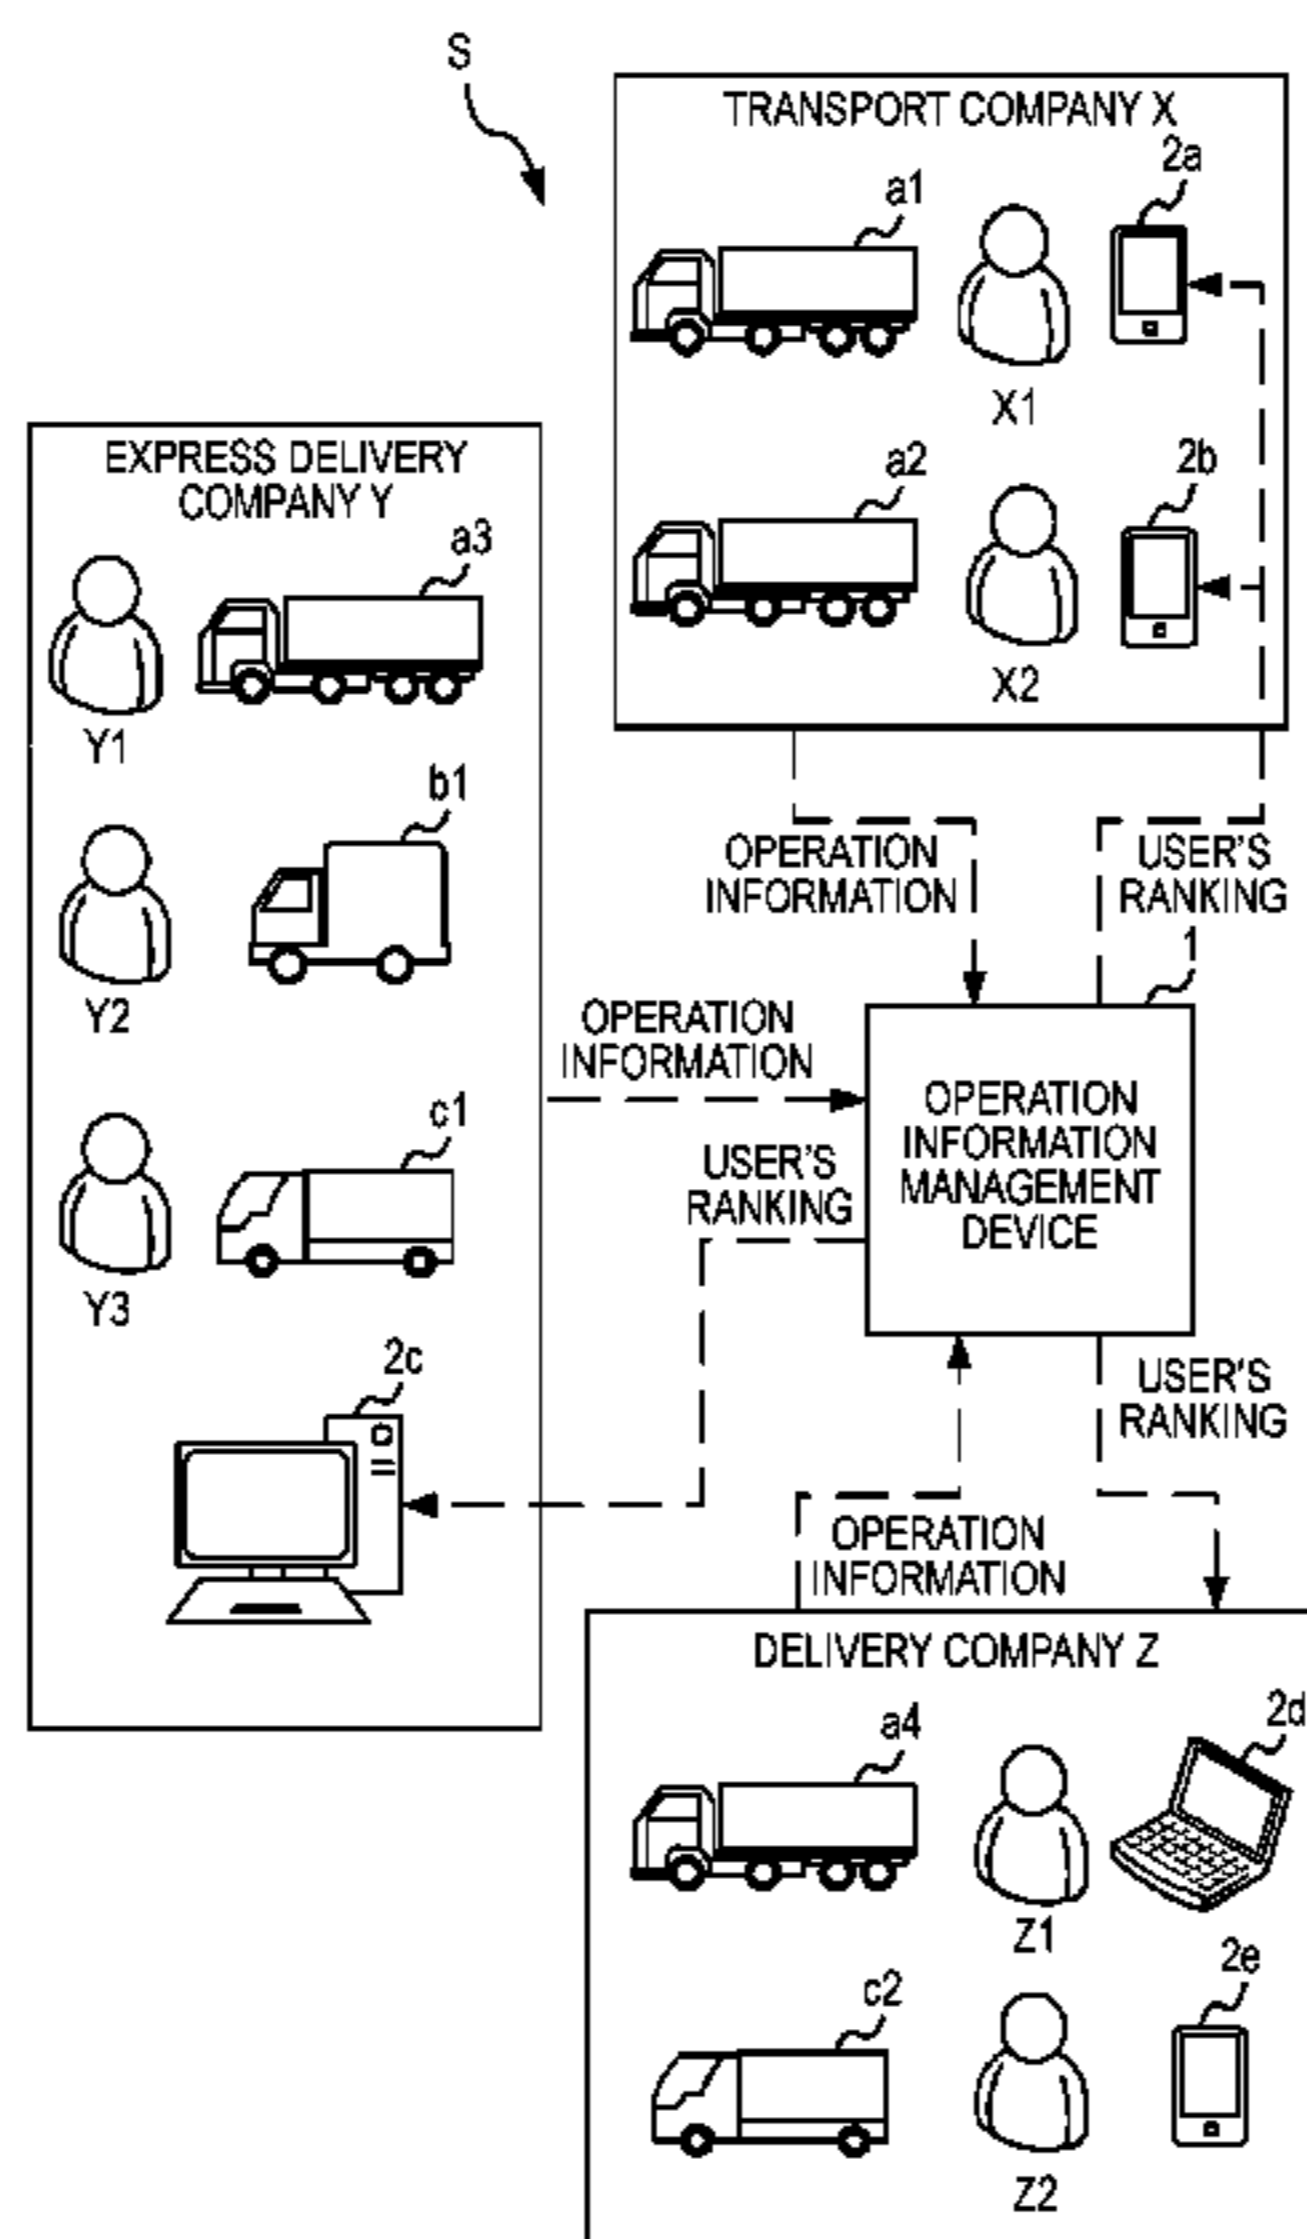 S
TRANSPORT COMPANY X
2a
a1
X1
a2
2b
X2
EXPRESS DELIVERY
COMPANY Y
a3
Y1
b1
Y2
c1
Y3
2c
OPERATION
INFORMATION
USER'S
RANKING
1
OPERATION
INFORMATION
USER'S
RANKING
OPERATION
INFORMATION
MANAGEMENT
DEVICE
USER'S
RANKING
OPERATION
INFORMATION
DELIVERY COMPANY Z
a4
2d
Z1
c2
2e
Z2